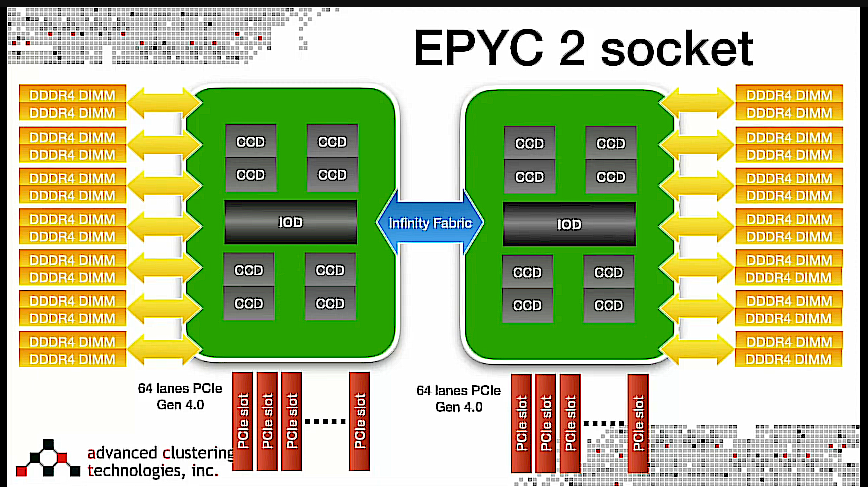 EPYC 2 socket
DDDR4 DIMM
DDDR4 DIMM
DDDR4 DIMM
DDDR4 DIMM
DDDR4 DIMM
DDDR4 DIMM
DDDR4 DIMM
DDDR4 DIMM
DDDR4 DIMM
DDDR4 DIMM
DDDR4 DIMM
DDDR4 DIMM
DDDR4 DIMM
DDDR4 DIMM
CCD CCD
CCD CCD
IOD
CCD CCD
CCD CCD
Infinity Fabric
CCD CCD
CCD CCD
IOD
CCD CCD
CCD CCD
DDDR4 DIMM
DDDR4 DIMM
DDDR4 DIMM
DDDR4 DIMM
DDDR4 DIMM
DDDR4 DIMM
DDDR4 DIMM
DDDR4 DIMM
DDDR4 DIMM
DDDR4 DIMM
DDDR4 DIMM
DDDR4 DIMM
DDDR4 DIMM
DDDR4 DIMM
64 lanes PCIe
Gen 4.0
PCIe slot
PCIe slot
PCIe slot
PCIe slot
64 lanes PCIe
Gen 4.0
PCIe slot
PCIe slot
PCIe slot
PCIe slot
advanced clustering
technologies, inc.